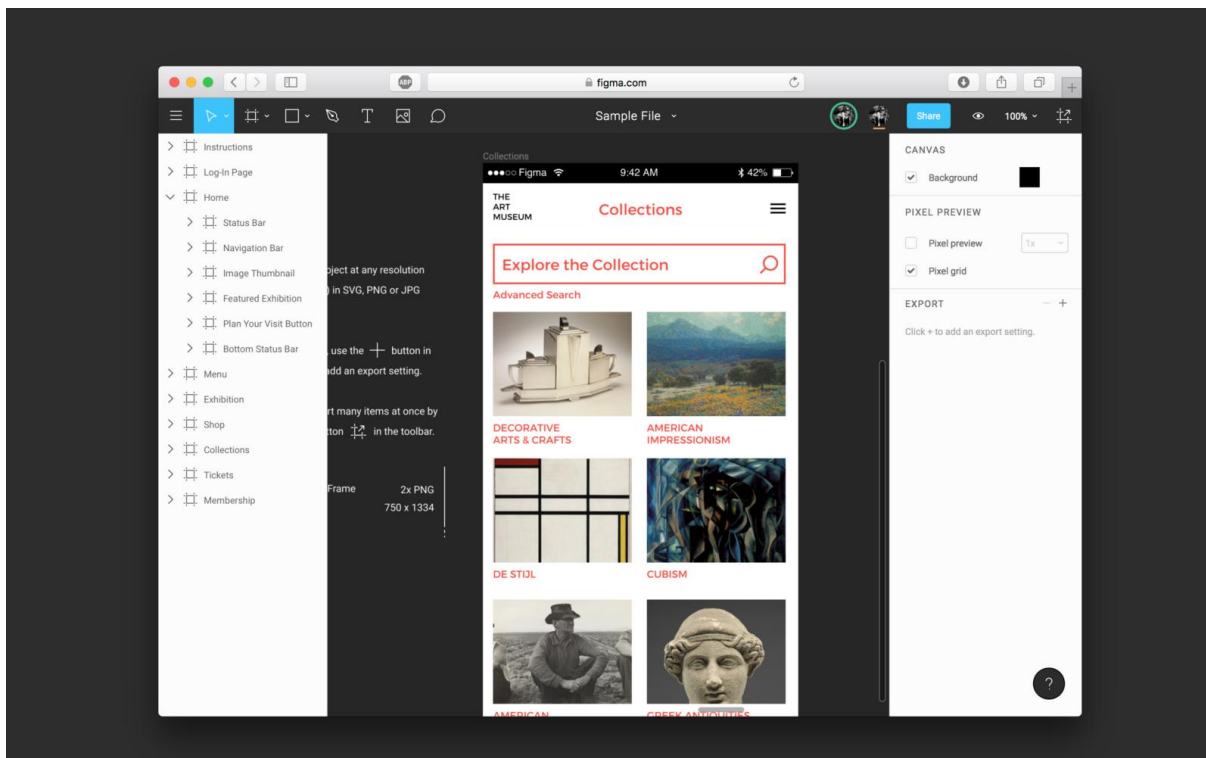 ABP
figma.com
Sample File
Share
100%
Instructions
Log-In Page
Home
Status Bar
Navigation Bar
Image Thumbnail
Featured Exhibition
Plan Your Visit Button
Bottom Status Bar
Menu
Exhibition
Shop
Collections
Tickets
Membership
at any resolution
in SVG, PNG or JPG
use the + button in
add an export setting.
many items at once by
in the toolbar.
Frame 2x PNG
750 x 1334
Collections
Figma 9:42 AM 42%
THE
ART
MUSEUM
Collections
Explore the Collection
Advanced Search
DECORATIVE
ARTS & CRAFTS
AMERICAN
IMPRESSIONISM
DE STIJL
CUBISM
AMERICAN
GREEK ANTIQUITIES
CANVAS
Background
PIXEL PREVIEW
Pixel preview 1x
Pixel grid
EXPORT
Click + to add an export setting.
?